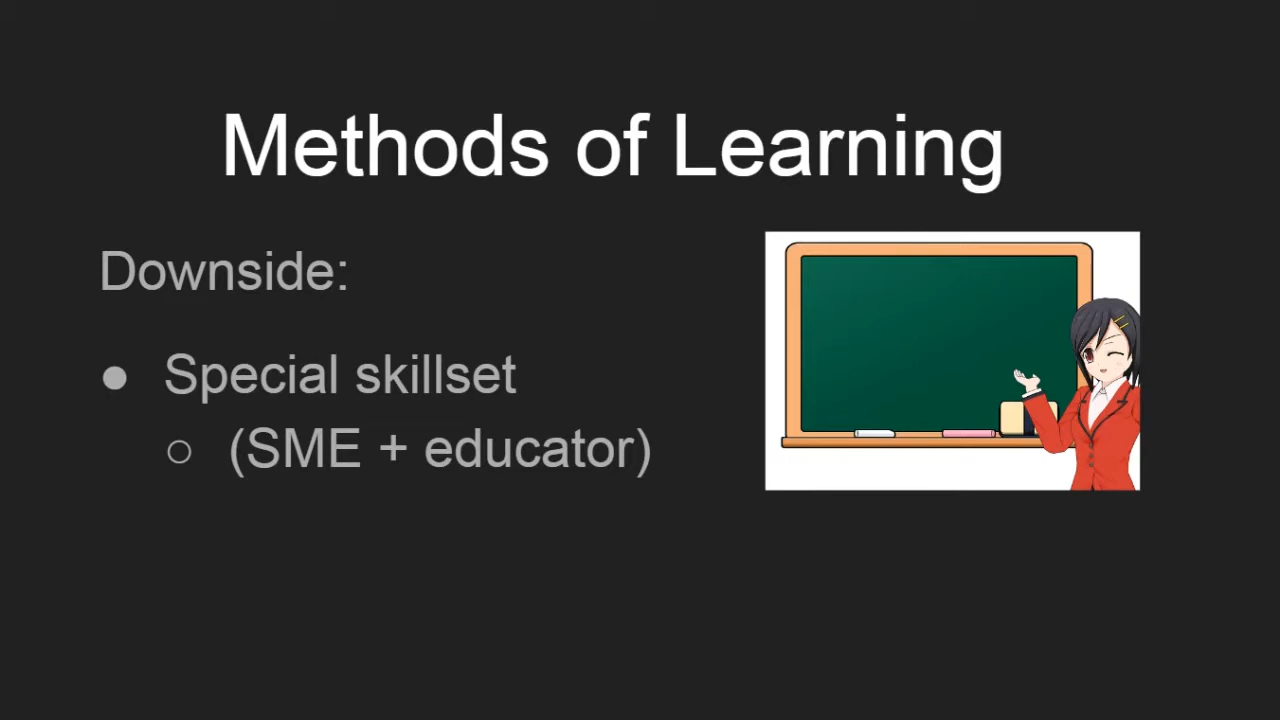 Methods of Learning
Downside:
● Special skillset
○ (SME + educator)